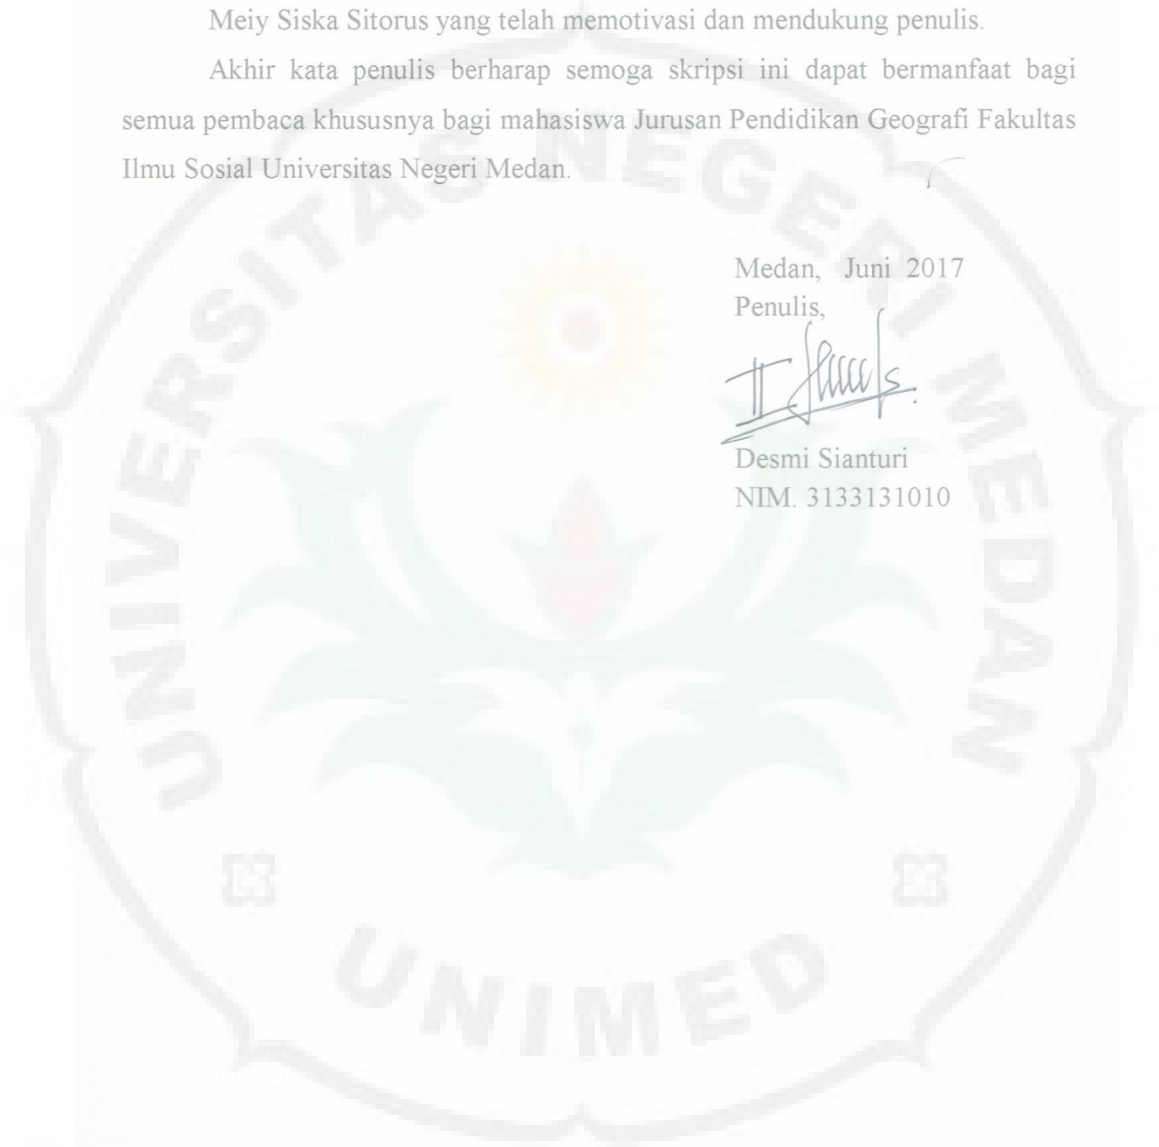 Meiy Siska Sitorus yang telah memotivasi dan mendukung penulis.
Akhir kata penulis berharap semoga skripsi ini dapat bermanfaat bagi
semua pembaca khususnya bagi mahasiswa Jurusan Pendidikan Geografi Fakultas
Ilmu Sosial Universitas Negeri Medan.
Medan, Juni 2017
Penulis,
Desmi Sianturi
NIM. 3133131010
UNIVERSITAS NEGERI MEDAN
UNIMED